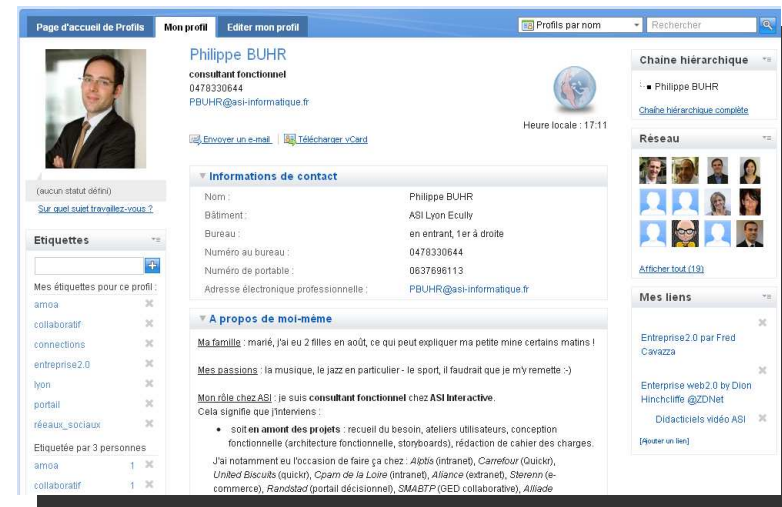 Page d'accueil de Profils
Mon profil
Editer mon profil
Profils par nom
Rechercher
(aucun statut défini)
Sur quel sujet travaillez-vous ?
Etiquettes
Mes étiquettes pour ce profil :
amoa
collaboratif
connections
entreprise2.0
lyon
portail
réeaux_sociaux
Etiquetée par 3 personnes
amoa 1
collaboratif 1
Philippe BUHR
consultant fonctionnel
0478330644
PBUHR@asi-informatique.fr
Heure locale : 17:11
Envoyer un e-mail | Télécharger vCard
Informations de contact
Nom : Philippe BUHR
Bâtiment : ASI Lyon Ecully
Bureau : en entrant, 1er à droite
Numéro au bureau : 0478330644
Numéro de portable : 0637696113
Adresse électronique professionnelle : PBUHR@asi-informatique.fr
A propos de moi-même
Ma famille : marié, j'ai eu 2 filles en août, ce qui peut expliquer ma petite mine certains matins !
Mes passions : la musique, le jazz en particulier - le sport, il faudrait que je m'y remette :-)
Mon rôle chez ASI : je suis consultant fonctionnel chez ASI Interactive.
Cela signifie que j'interviens :
• soit en amont des projets : recueil du besoin, ateliers utilisateurs, conception
fonctionnelle (architecture fonctionnelle, storyboards), rédaction de cahier des charges.
J'ai notamment eu l'occasion de faire ça chez : Alptis (intranet), Carrefour (Quickr),
United Biscuits (quickr), Cpam de la Loire (intranet), Aliance (extranet), Sterenn (e-
commerce), Randstad (portail décisionnel), SMABTP (GED collaborative), Alliade
Chaîne hiérarchique
Philippe BUHR
Chaîne hiérarchique complète
Réseau
Afficher tout (19)
Mes liens
Entreprise2.0 par Fred
Cavazza
Enterprise web2.0 by Dion
Hinchcliffe @ZDNet
Didacticiels vidéo ASI
[Ajouter un lien]